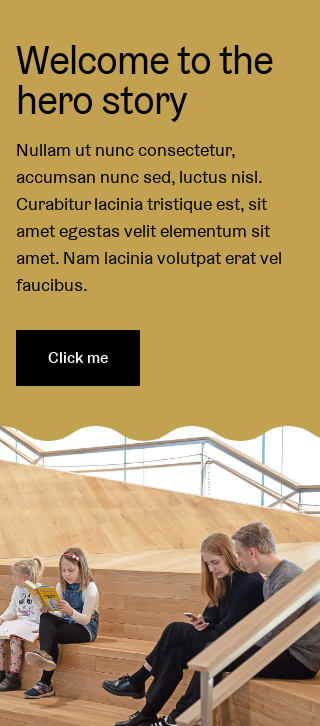 Welcome to the
hero story
Nullam ut nunc consectetur,
accumsan nunc sed, luctus nisl.
Curabitur lacinia tristique est, sit
amet egestas velit elementum sit
amet. Nam lacinia volutpat erat vel
faucibus.
Click me